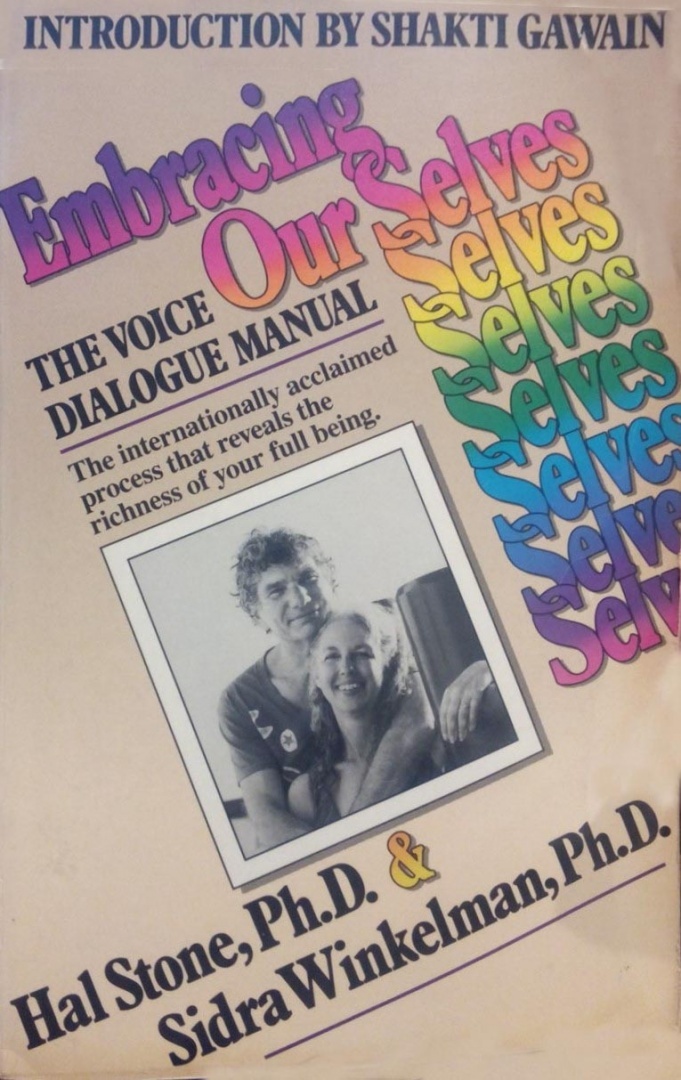 INTRODUCTION BY SHAKTI GAWAIN
Embracing
Our Selves
Selves
Selves
Selves
Selves
Selve
Selv
THE VOICE
DIALOGUE MANUAL
The internationally acclaimed
process that reveals the
richness of your full being.
Hal Stone, Ph.D. &
Sidra Winkelman, Ph.D.